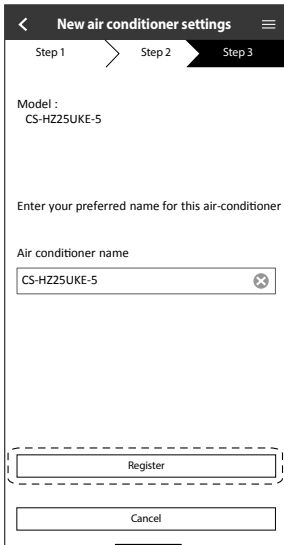 New air conditioner settings
Step 1 Step 2 Step 3
Model :
CS-HZ25UKE-5
Enter your preferred name for this air-conditioner
Air conditioner name
CS-HZ25UKE-5
Register
Cancel